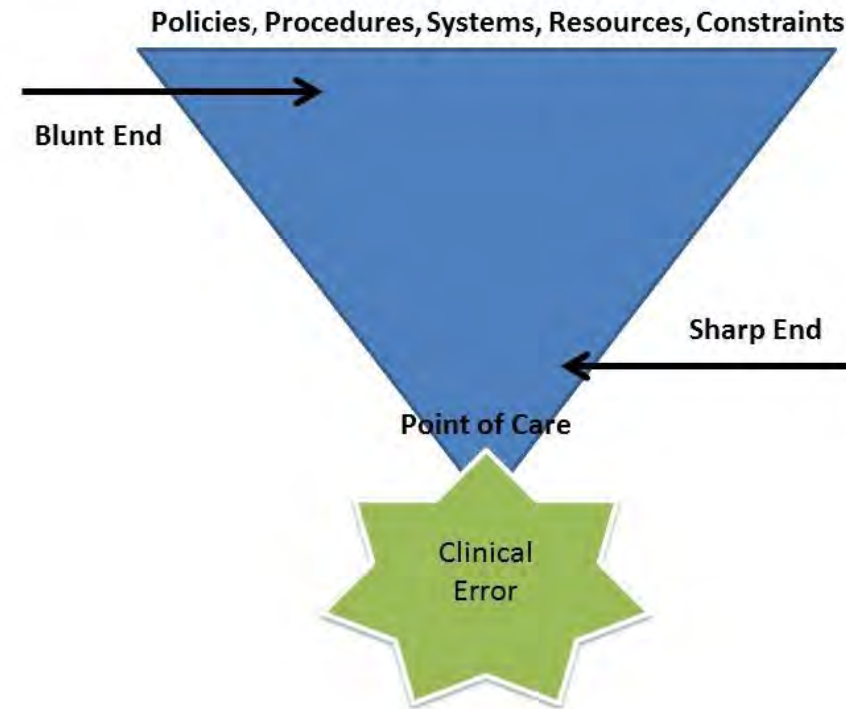 Policies, Procedures, Systems, Resources, Constraints
Blunt End
Sharp End
Point of Care
Clinical
Error